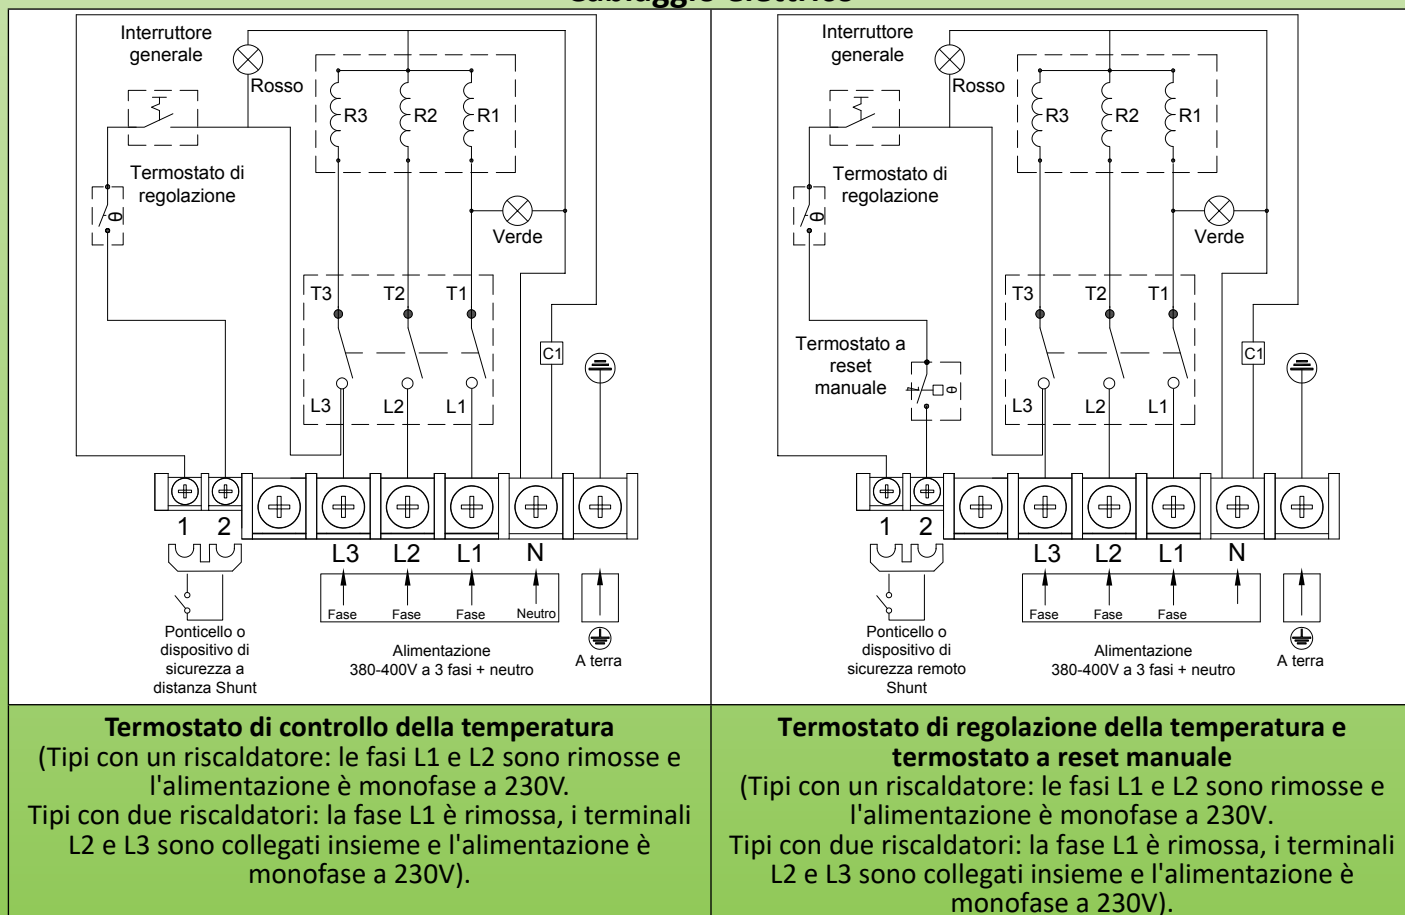 Interruttore
generale
Rosso
R3
R2
R1
Termostato di
regolazione
θ
Verde
T3
T2
T1
C1
L3
L2
L1
1
2
L3
L2
L1
N
Fase
Fase
Fase
Neutro
Ponticello o
dispositivo di
sicurezza a
distanza Shunt
Alimentazione
380-400V a 3 fasi + neutro
A terra
Termostato di controllo della temperatura
(Tipi con un riscaldatore: le fasi L1 e L2 sono rimosse e
l'alimentazione è monofase a 230V.
Tipi con due riscaldatori: la fase L1 è rimossa, i terminali
L2 e L3 sono collegati insieme e l'alimentazione è
monofase a 230V).
Interruttore
generale
Rosso
R3
R2
R1
Termostato di
regolazione
θ
Verde
T3
T2
T1
Termostato a
reset
manuale
θ
C1
L3
L2
L1
1
2
L3
L2
L1
N
Fase
Fase
Fase
Ponticello o
dispositivo di
sicurezza remoto
Shunt
Alimentazione
380-400V a 3 fasi + neutro
A terra
Termostato di regolazione della temperatura e
termostato a reset manuale
(Tipi con un riscaldatore: le fasi L1 e L2 sono rimosse e
l'alimentazione è monofase a 230V.
Tipi con due riscaldatori: la fase L1 è rimossa, i terminali
L2 e L3 sono collegati insieme e l'alimentazione è
monofase a 230V).